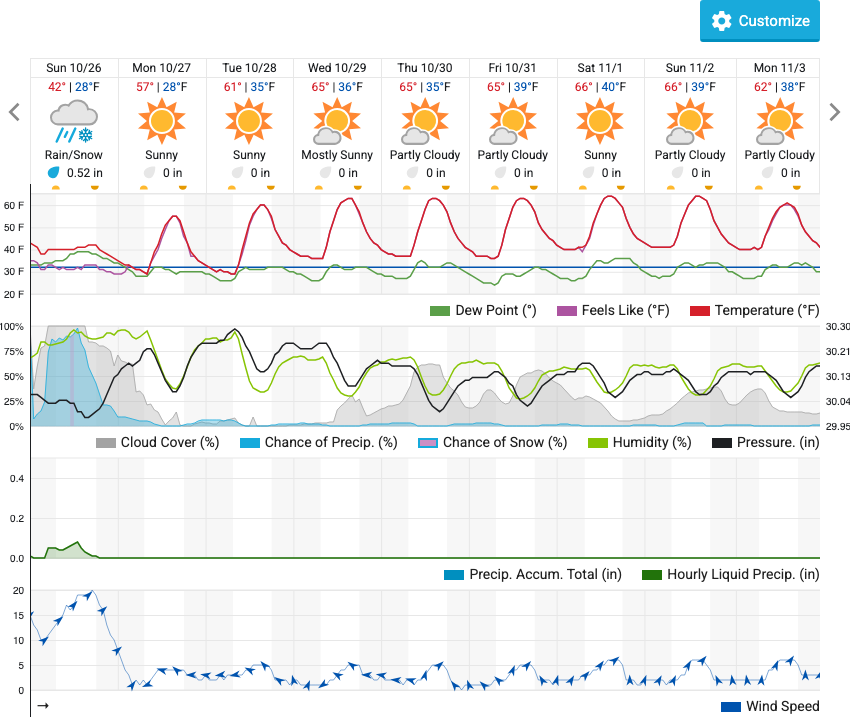 Customize
Sun 10/26 Mon 10/27 Tue 10/28 Wed 10/29 Thu 10/30 Fri 10/31 Sat 11/1 Sun 11/2 Mon 11/3
42° | 28°F 57° | 28°F 61° | 35°F 65° | 36°F 65° | 35°F 65° | 39°F 66° | 40°F 66° | 39°F 62° | 38°F
Rain/Snow Sunny Sunny Mostly Sunny Partly Cloudy Partly Cloudy Sunny Partly Cloudy Partly Cloudy
0.52 in 0 in 0 in 0 in 0 in 0 in 0 in 0 in 0 in
60 F
50 F
40 F
30 F
20 F
Dew Point (°) Feels Like (°F) Temperature (°F)
100% 30.30
75% 30.21
50% 30.13
25% 30.04
0% 29.95
Cloud Cover (%) Chance of Precip. (%) Chance of Snow (%) Humidity (%) Pressure. (in)
0.4
0.2
0.0
Precip. Accum. Total (in) Hourly Liquid Precip. (in)
20
15
10
5
0
→ Wind Speed